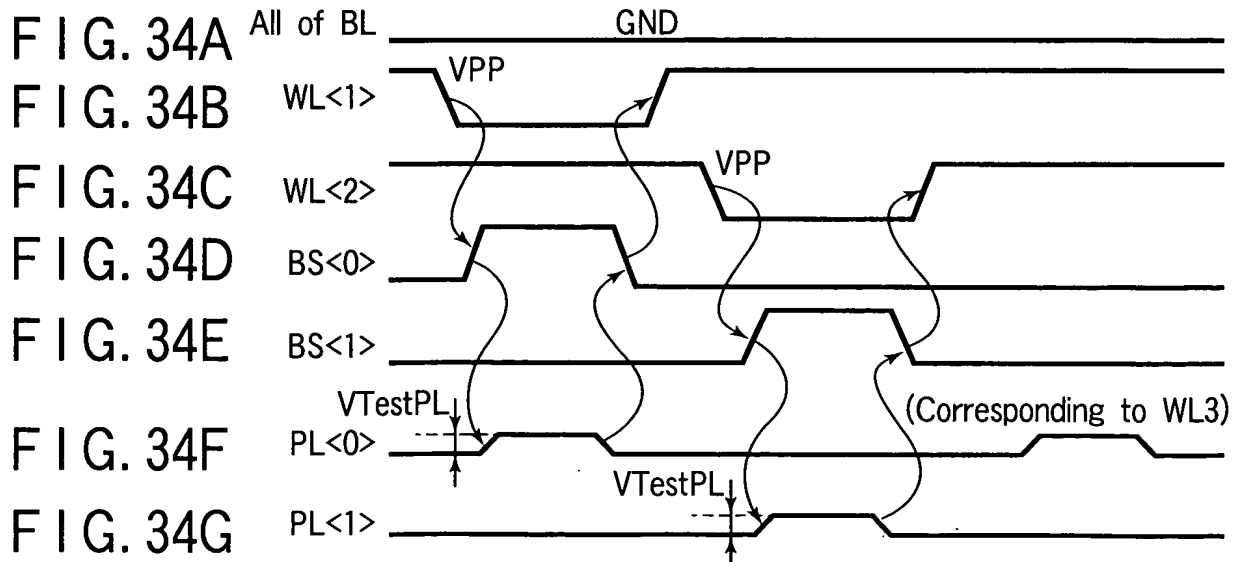 FIG. 34A All of BL GND
FIG. 34B WL<1> VPP
FIG. 34C WL<2> VPP
FIG. 34D BS<0>
FIG. 34E BS<1>
VTestPL (Corresponding to WL3)
FIG. 34F PL<0>
VTestPL
FIG. 34G PL<1>